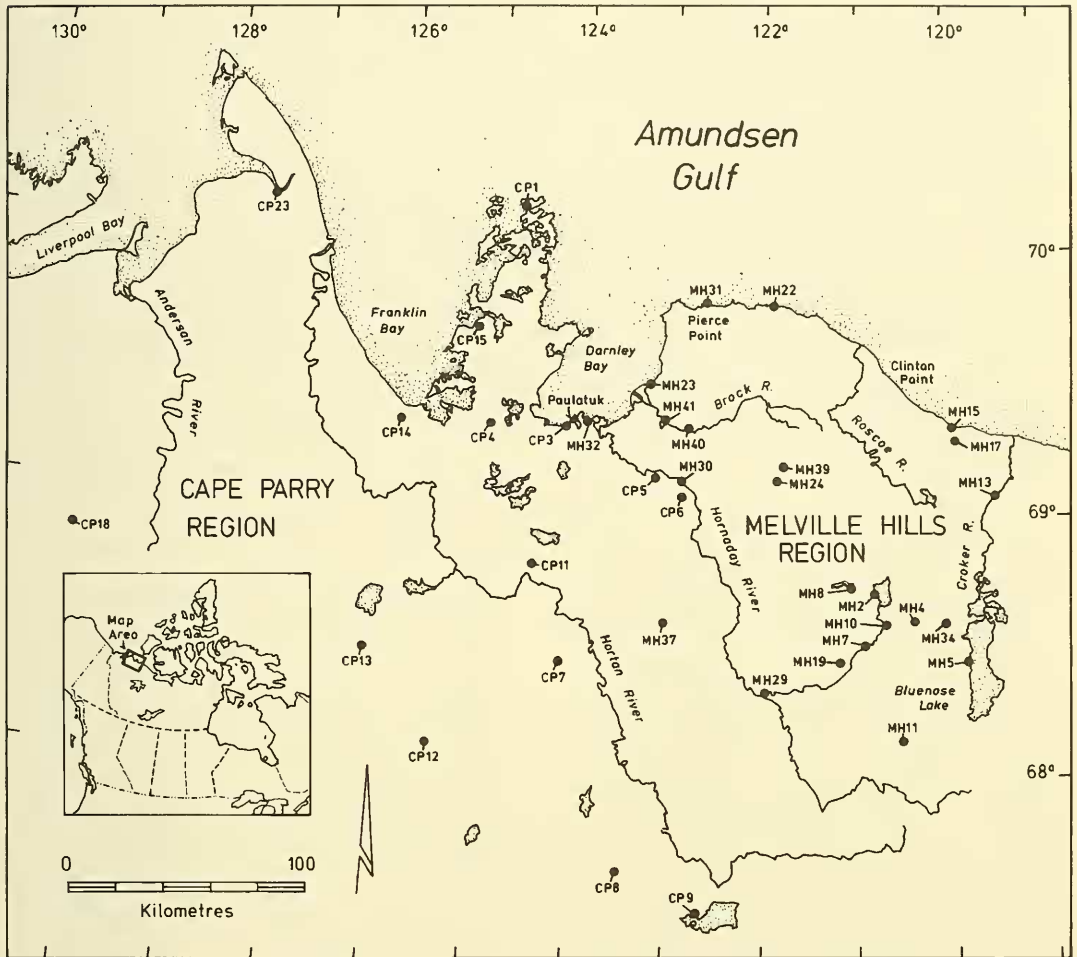 130° 128° 126° 124° 122° 120°
Amundsen
Gulf
CP1
CP23
Liverpool Bay
70°
MH31 MH22
Pierce
Point
Anderson
River
Franklin
Bay
CP15
Darnley
Bay
Clinton
Point
MH23
Paulatuk
Brock R.
MH41
MH15
CP14
CP4
CP3
MH32
MH40
MH17
Roscoe R.
MH39
MH30
CP5
MH24
MH13
CP6
CAPE PARRY
REGION
CP18
69°
Hornaday River
MELVILLE HILLS
REGION
Croker R.
CP11
MH8
MH2
MH4
MH10
MH34
Map
Area
MH37
MH7
CP13
CP7
MH19
MH5
Horton River
MH29
Bluenose
Lake
MH11
CP12
68°
0 100
Kilometres
CP8
CP9